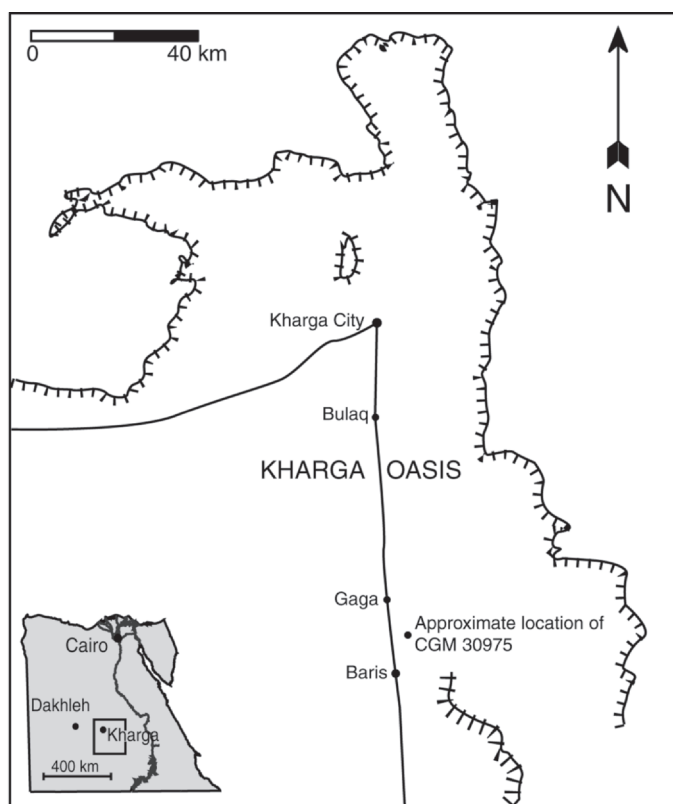 0 40 km
N
Kharga City
Bulaq
KHARGA OASIS
Gaga
Approximate location of
CGM 30975
Baris
Cairo
Dakhleh
Kharga
400 km